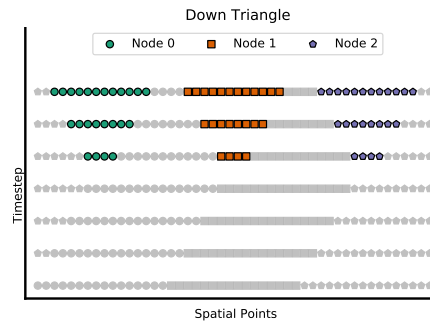 Down Triangle
Node 0
Node 1
Node 2
Timestep
Spatial Points